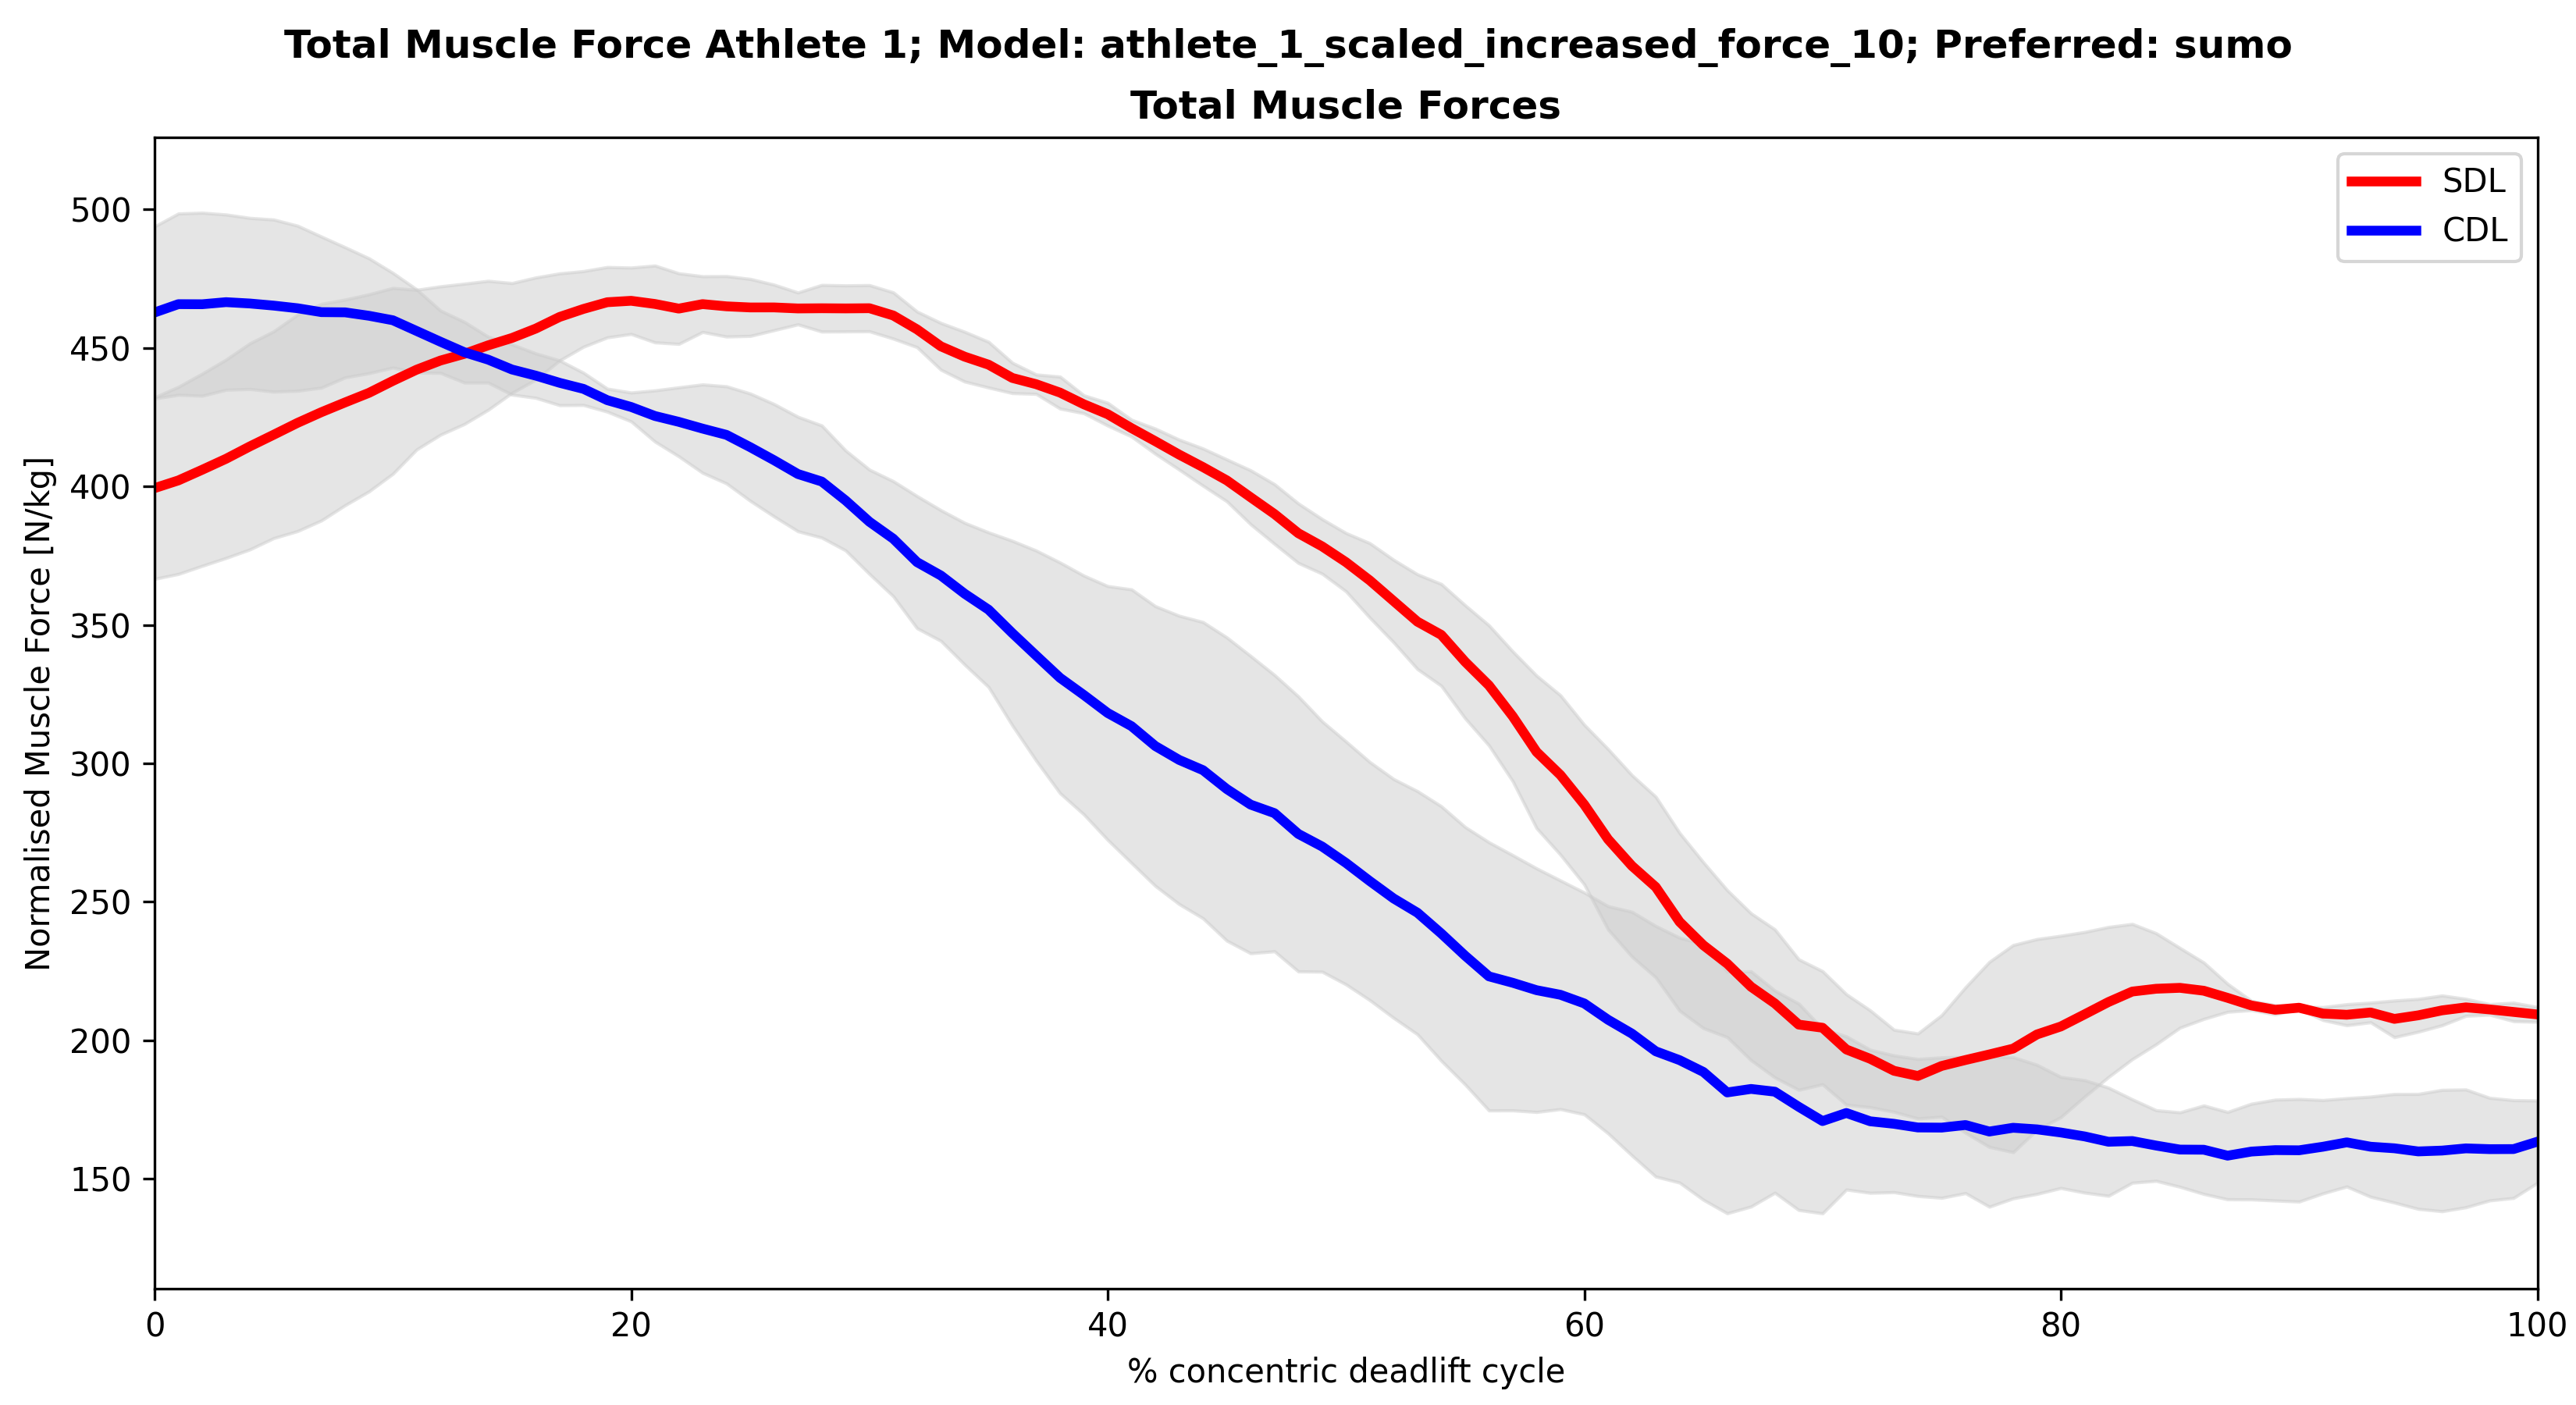 Total Muscle Force Athlete 1; Model: athlete_1_scaled_increased_force_10; Preferred: sumo
Total Muscle Forces
SDL
CDL
Normalised Muscle Force [N/kg]
500
450
400
350
300
250
200
150
0 20 40 60 80 100
% concentric deadlift cycle